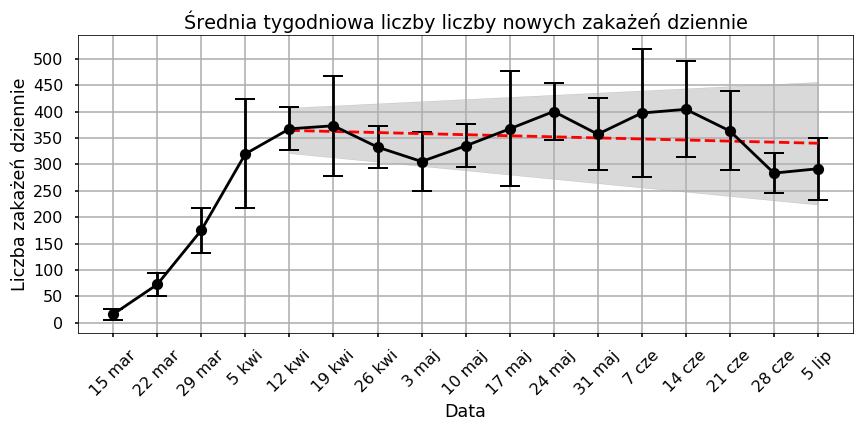 Średnia tygodniowa liczby liczby nowych zakażeń dziennie
Liczba zakażeń dziennie
500
450
400
350
300
250
200
150
100
50
0
15 mar
22 mar
29 mar
5 kwi
12 kwi
19 kwi
26 kwi
3 maj
10 maj
17 maj
24 maj
31 maj
7 cze
14 cze
21 cze
28 cze
5 lip
Data